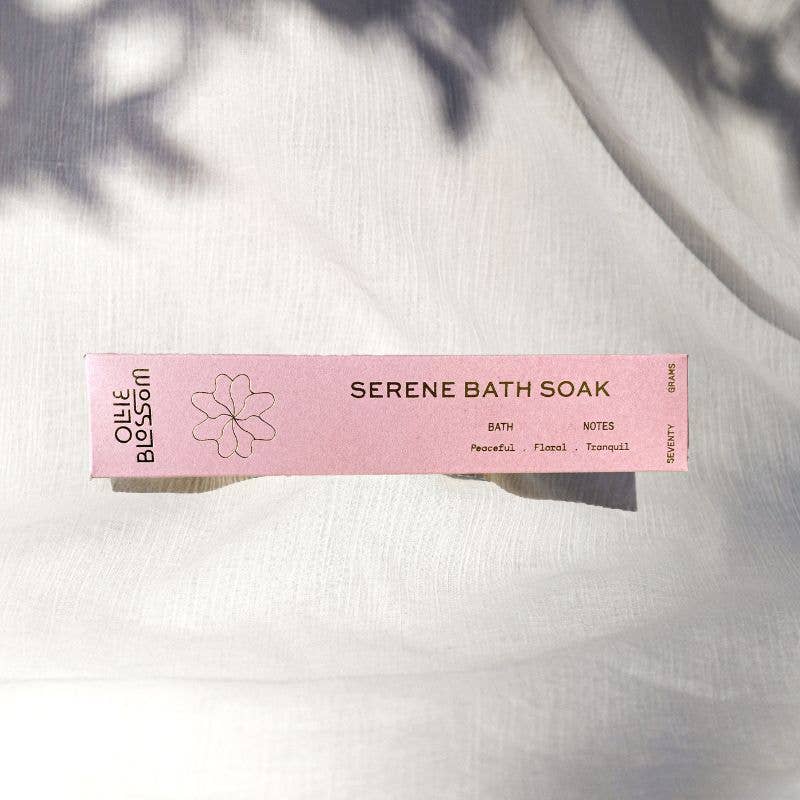 OLLIE
BLOSSOM
SERENE BATH SOAK
BATH NOTES
Peaceful . Floral . Tranquil
SEVENTY GRAMS